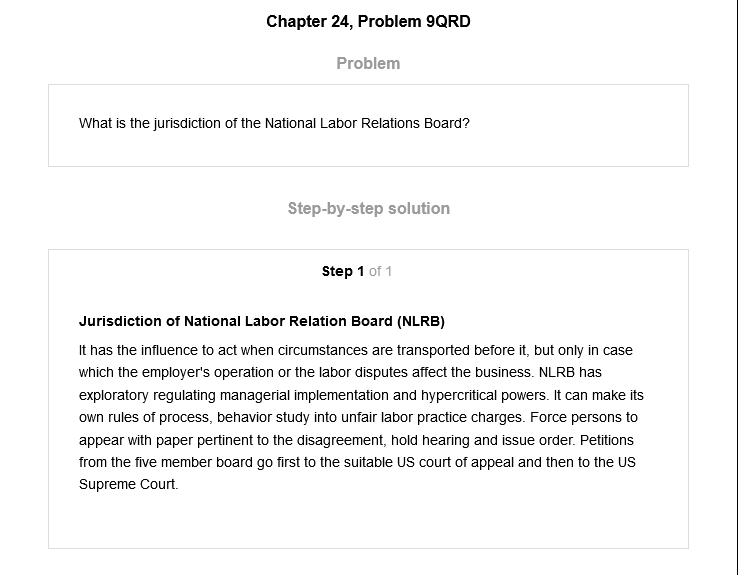 Chapter 24, Problem 9QRD
Problem
What is the jurisdiction of the National Labor Relations Board?
Step-by-step solution
Step 1 of 1
Jurisdiction of National Labor Relation Board (NLRB)
It has the influence to act when circumstances are transported before it, but only in case
which the employer's operation or the labor disputes affect the business. NLRB has
exploratory regulating managerial implementation and hypercritical powers. It can make its
own rules of process, behavior study into unfair labor practice charges. Force persons to
appear with paper pertinent to the disagreement, hold hearing and issue order. Petitions
from the five member board go first to the suitable US court of appeal and then to the US
Supreme Court.